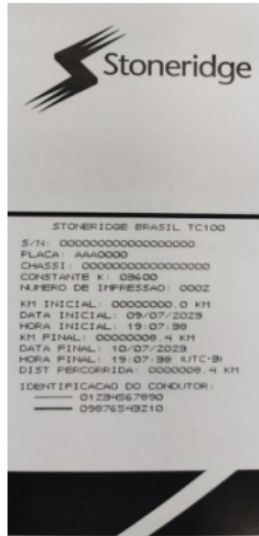 Stoneridge
STONERIDGE BRASIL TC100
S/N: 0000000000000000
PLACA: AAA0000
CHASSI: 00000000000000000
CONSTANTE K: 09600
NUMERO DE IMPRESSAO: 0002
KM INICIAL: 00000000.0 KM
DATA INICIAL: 09/07/2023
HORA INICIAL: 19:07:38
KM FINAL: 00000008.4 KM
DATA FINAL: 10/07/2023
HORA FINAL: 19:07:38 (UTC-3)
DIST PERCORRIDA: 0000008.4 KM
IDENTIFICACAO DO CONDUTOR:
01234567890
09876543210